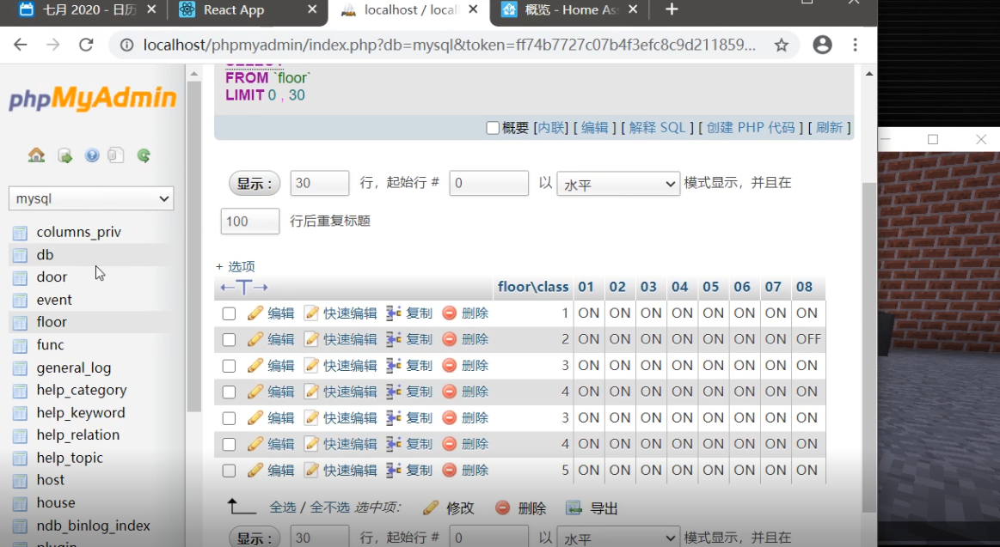 七月 2020 - 日历
React App
localhost / local
概览 - Home Ass
localhost/phpmyadmin/index.php?db=mysql&token=ff74b7727c07b4f3efc8c9d211859...
phpMyAdmin
mysql
columns_priv
db
door
event
floor
func
general_log
help_category
help_keyword
help_relation
help_topic
host
house
ndb_binlog_index
plugin
SELECT
FROM `floor`
LIMIT 0 , 30
概要 [内联] [ 编辑 ] [ 解释 SQL ] [ 创建 PHP 代码 ] [ 刷新 ]
显示 : 30 行，起始行 # 0 以 水平 模式显示，并且在
100 行后重复标题
+ 选项
←T→ floor\class 01 02 03 04 05 06 07 08
编辑 快速编辑 复制 删除 1 ON ON ON ON ON ON ON ON
编辑 快速编辑 复制 删除 2 ON ON ON ON ON ON ON OFF
编辑 快速编辑 复制 删除 3 ON ON ON ON ON ON ON ON
编辑 快速编辑 复制 删除 4 ON ON ON ON ON ON ON ON
编辑 快速编辑 复制 删除 3 ON ON ON ON ON ON ON ON
编辑 快速编辑 复制 删除 4 ON ON ON ON ON ON ON ON
编辑 快速编辑 复制 删除 5 ON ON ON ON ON ON ON ON
全选 / 全不选 选中项: 修改 删除 导出
显示 : 30 行，起始行 # 0 以 水平 模式显示，并且在